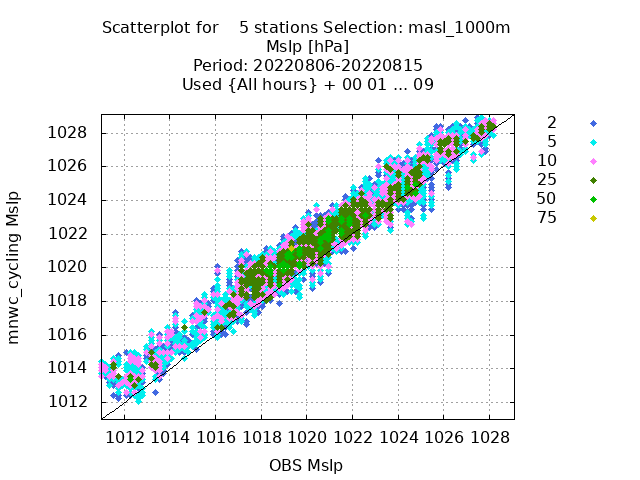 Scatterplot for    5 stations Selection: masl_1000m
Mslp [hPa]
Period: 20220806-20220815
Used {All hours} + 00 01 ... 09
2
5
10
25
50
75
1028
1026
1024
1022
1020
1018
1016
1014
1012
mnwc_cycling Mslp
1012 1014 1016 1018 1020 1022 1024 1026 1028
OBS Mslp